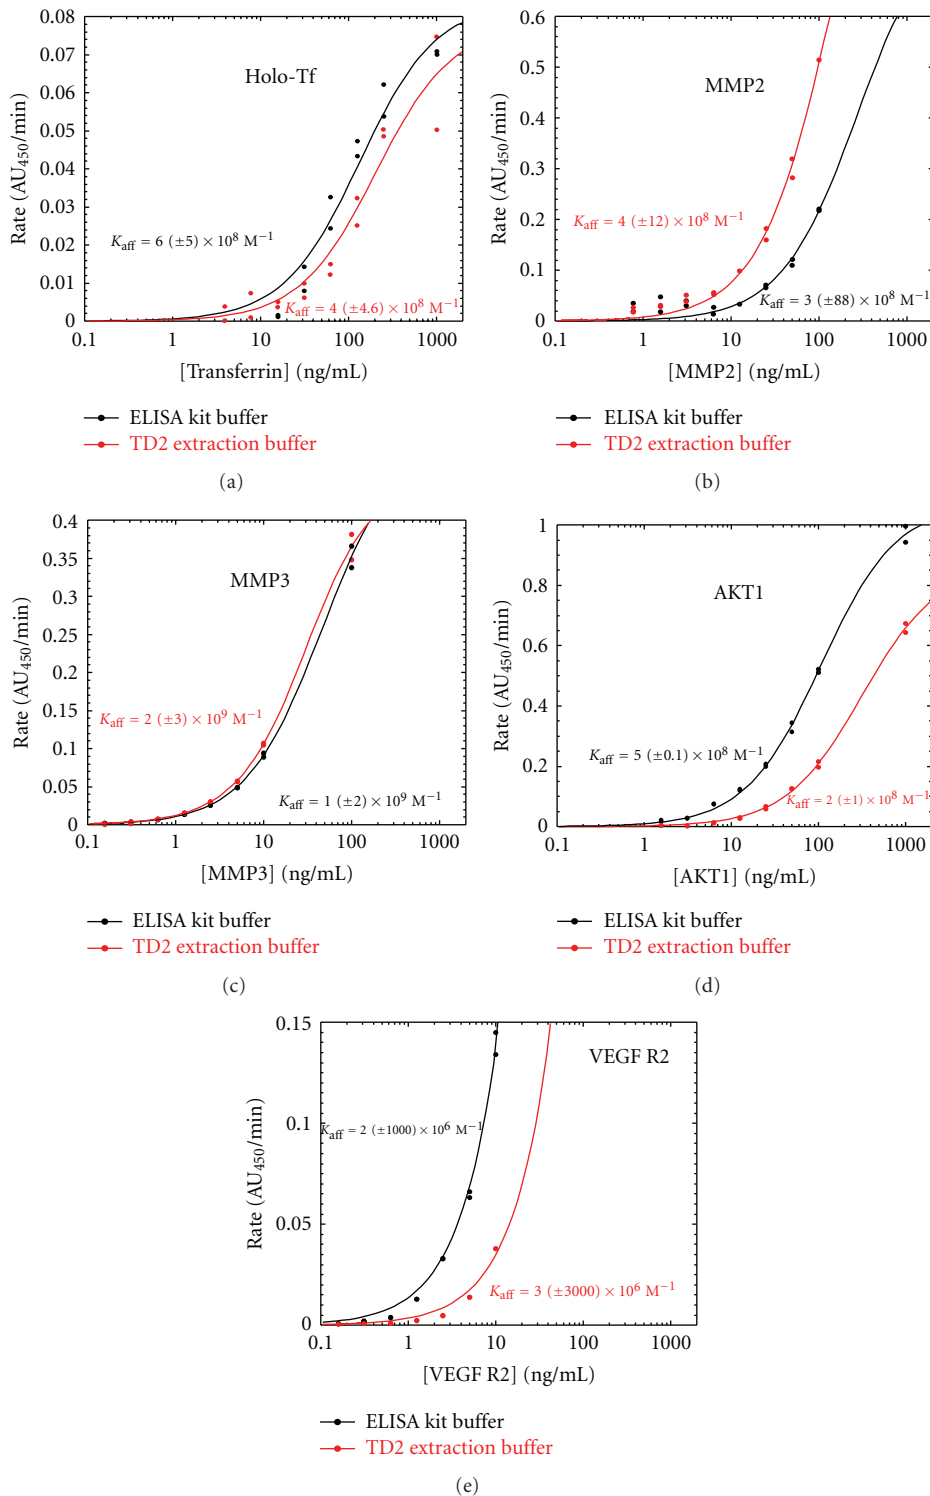 0.08
0.07
0.06
0.05
0.04
0.03
0.02
0.01
0
Rate (AU450/min)
Holo-Tf
Kaff = 6 (±5) × 10^8 M^−1
Kaff = 4 (±4.6) × 10^8 M^−1
0.1 1 10 100 1000
[Transferrin] (ng/mL)
ELISA kit buffer
TD2 extraction buffer
(a)
0.6
0.5
0.4
0.3
0.2
0.1
0
Rate (AU450/min)
MMP2
Kaff = 4 (±12) × 10^8 M^−1
Kaff = 3 (±88) × 10^8 M^−1
0.1 1 10 100 1000
[MMP2] (ng/mL)
ELISA kit buffer
TD2 extraction buffer
(b)
0.4
0.35
0.3
0.25
0.2
0.15
0.1
0.05
0
Rate (AU450/min)
MMP3
Kaff = 2 (±3) × 10^9 M^−1
Kaff = 1 (±2) × 10^9 M^−1
0.1 1 10 100 1000
[MMP3] (ng/mL)
ELISA kit buffer
TD2 extraction buffer
(c)
1
0.8
0.6
0.4
0.2
0
Rate (AU450/min)
AKT1
Kaff = 5 (±0.1) × 10^8 M^−1
Kaff = 2 (±1) × 10^8 M^−1
0.1 1 10 100 1000
[AKT1] (ng/mL)
ELISA kit buffer
TD2 extraction buffer
(d)
0.15
0.1
0.05
0
Rate (AU450/min)
VEGF R2
Kaff = 2 (±1000) × 10^6 M^−1
Kaff = 3 (±3000) × 10^6 M^−1
0.1 1 10 100 1000
[VEGF R2] (ng/mL)
ELISA kit buffer
TD2 extraction buffer
(e)